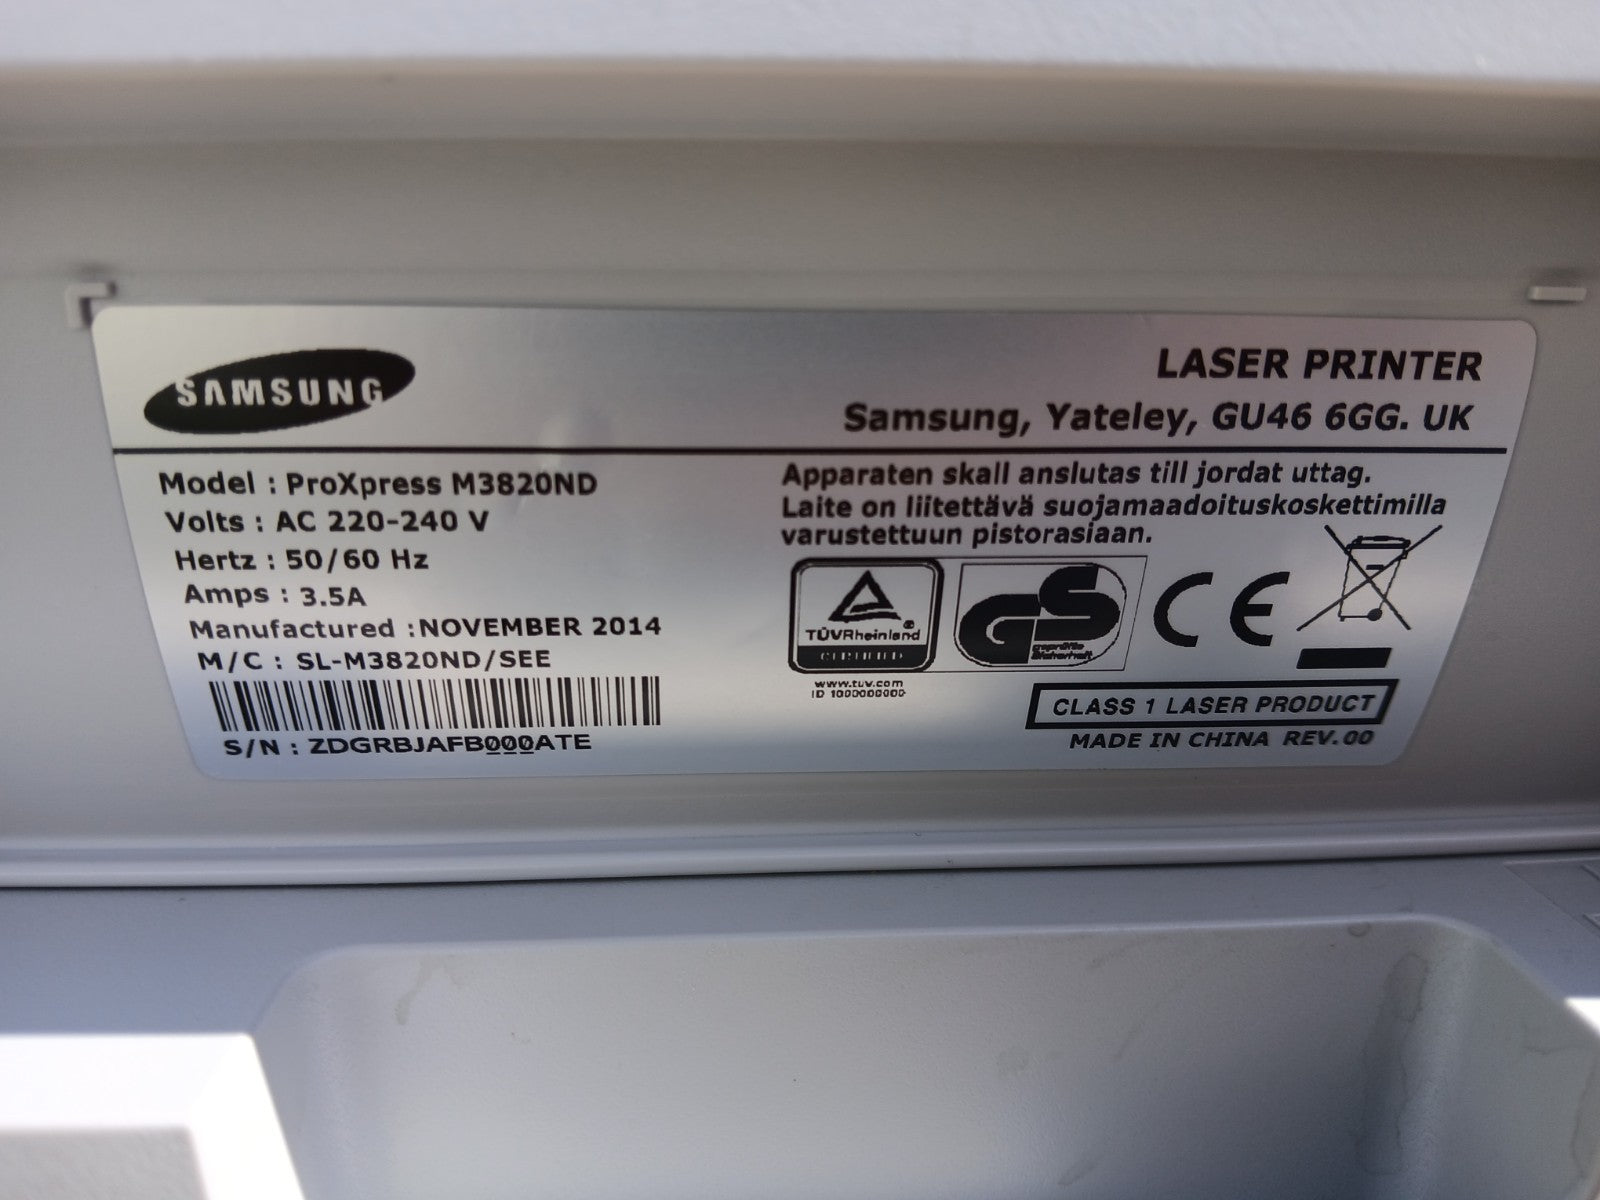 SAMSUNG
LASER PRINTER
Samsung, Yateley, GU46 6GG. UK
Model : ProXpress M3820ND
Volts : AC 220-240 V
Hertz : 50/60 Hz
Amps : 3.5A
Manufactured :NOVEMBER 2014
M/C : SL-M3820ND/SEE
S/N : ZDGRBJAFB000ATE
Apparaten skall anslutas till jordat uttag.
Laite on liitettävä suojamaadoituskoskettimilla
varustettuun pistorasiaan.
TÜVRheinland®
CERTIFIED
www.tuv.com
ID 1000000000
GS
CE
CLASS 1 LASER PRODUCT
MADE IN CHINA REV.00